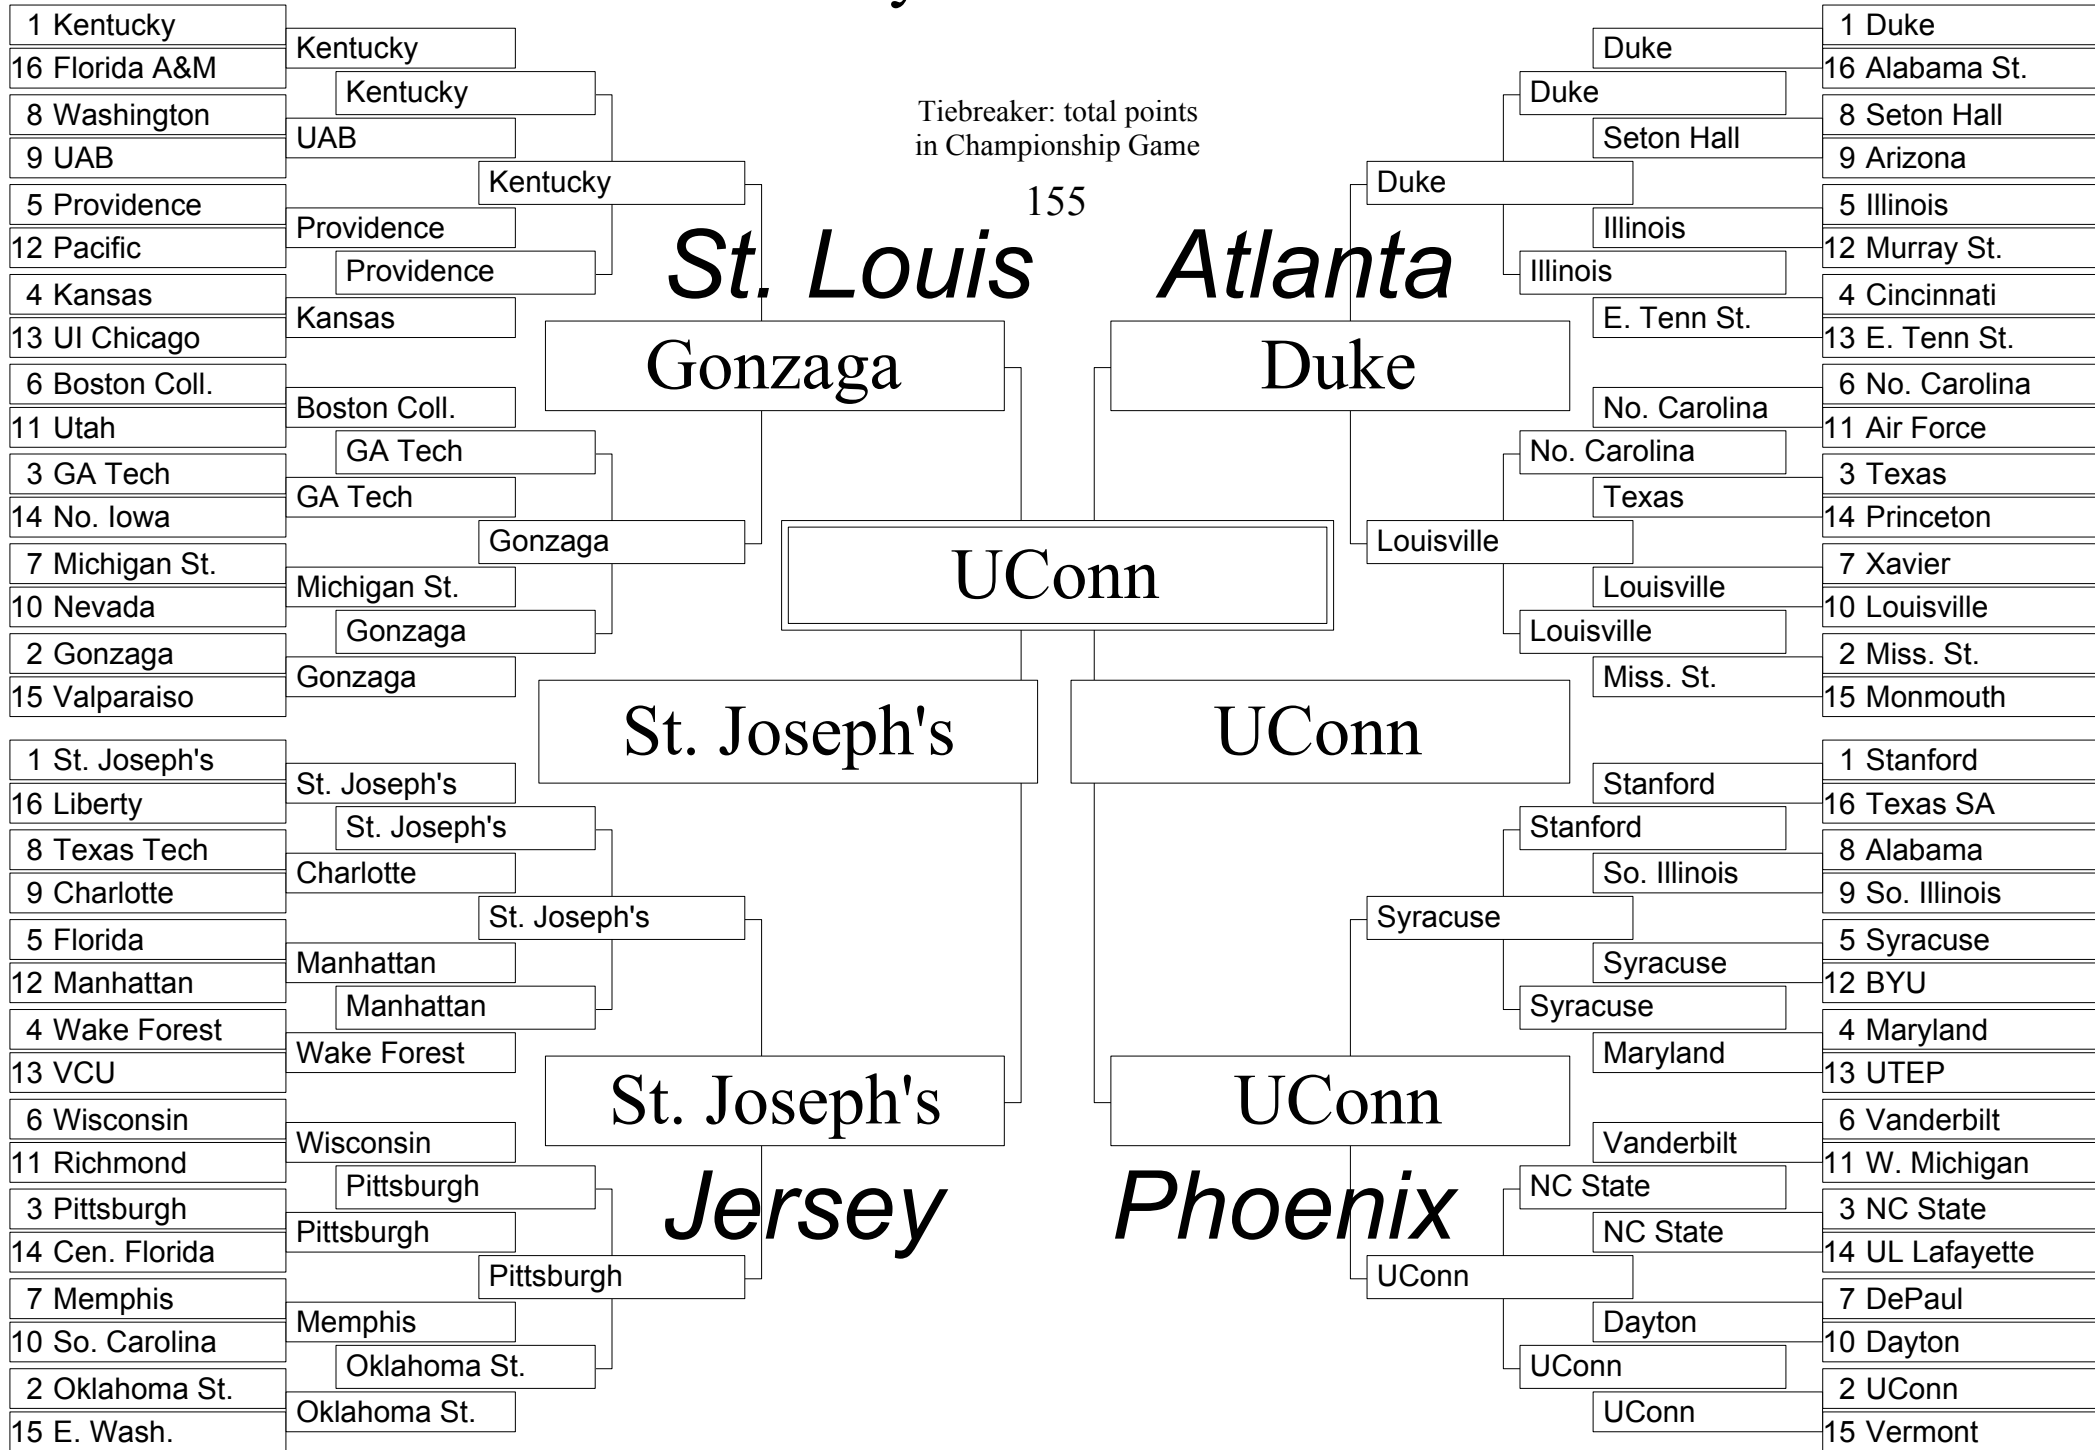 1 Kentucky
16 Florida A&M
8 Washington
9 UAB
5 Providence
12 Pacific
4 Kansas
13 UI Chicago
6 Boston Coll.
11 Utah
3 GA Tech
14 No. Iowa
7 Michigan St.
10 Nevada
2 Gonzaga
15 Valparaiso
Kentucky
UAB
Providence
Kansas
Boston Coll.
GA Tech
Michigan St.
Gonzaga
Kentucky
Providence
GA Tech
Gonzaga
Kentucky
Gonzaga
St. Louis
Gonzaga
1 St. Joseph's
16 Liberty
8 Texas Tech
9 Charlotte
5 Florida
12 Manhattan
4 Wake Forest
13 VCU
6 Wisconsin
11 Richmond
3 Pittsburgh
14 Cen. Florida
7 Memphis
10 So. Carolina
2 Oklahoma St.
15 E. Wash.
St. Joseph's
Charlotte
Manhattan
Wake Forest
Wisconsin
Pittsburgh
Memphis
Oklahoma St.
St. Joseph's
Manhattan
Pittsburgh
Oklahoma St.
St. Joseph's
Pittsburgh
St. Joseph's
Jersey
Tiebreaker: total points
in Championship Game
155
UConn
St. Joseph's
UConn
Atlanta
Duke
Duke
Louisville
Duke
Illinois
No. Carolina
Louisville
Duke
Seton Hall
Illinois
E. Tenn St.
No. Carolina
Texas
Louisville
Miss. St.
1 Duke
16 Alabama St.
8 Seton Hall
9 Arizona
5 Illinois
12 Murray St.
4 Cincinnati
13 E. Tenn St.
6 No. Carolina
11 Air Force
3 Texas
14 Princeton
7 Xavier
10 Louisville
2 Miss. St.
15 Monmouth
UConn
Phoenix
Syracuse
UConn
Stanford
Syracuse
NC State
UConn
Stanford
So. Illinois
Syracuse
Maryland
Vanderbilt
NC State
Dayton
UConn
1 Stanford
16 Texas SA
8 Alabama
9 So. Illinois
5 Syracuse
12 BYU
4 Maryland
13 UTEP
6 Vanderbilt
11 W. Michigan
3 NC State
14 UL Lafayette
7 DePaul
10 Dayton
2 UConn
15 Vermont